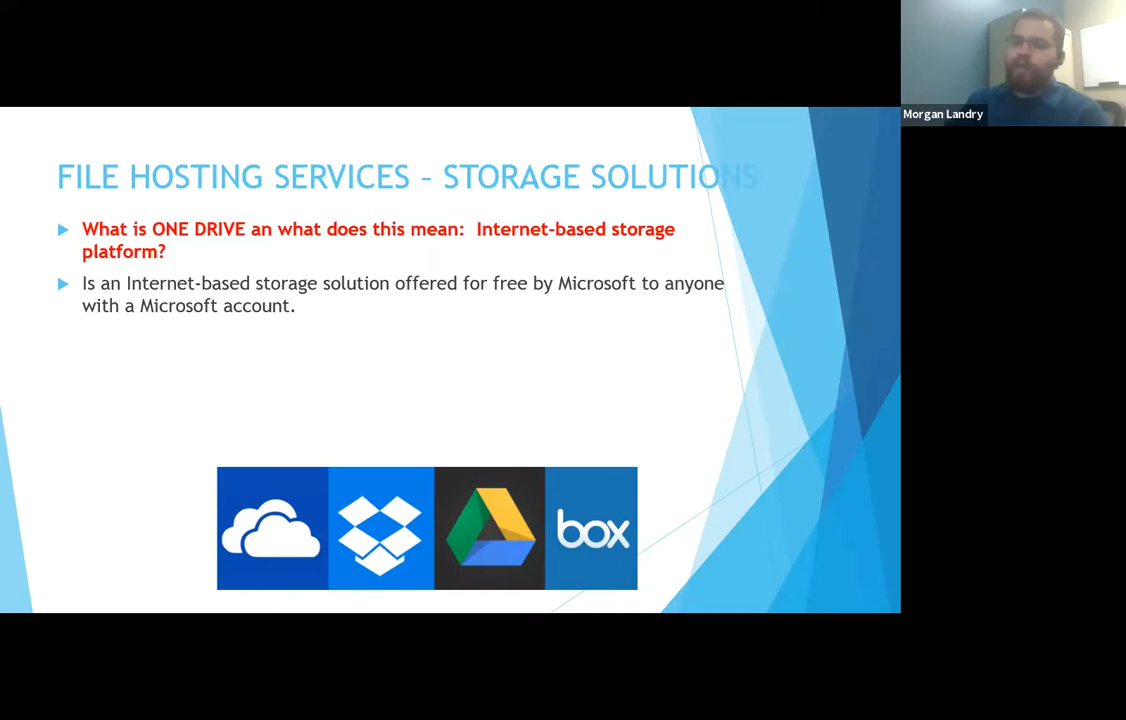 Morgan Landry
FILE HOSTING SERVICES – STORAGE SOLUTIONS
What is ONE DRIVE an what does this mean: Internet-based storage
platform?
Is an Internet-based storage solution offered for free by Microsoft to anyone
with a Microsoft account.
box